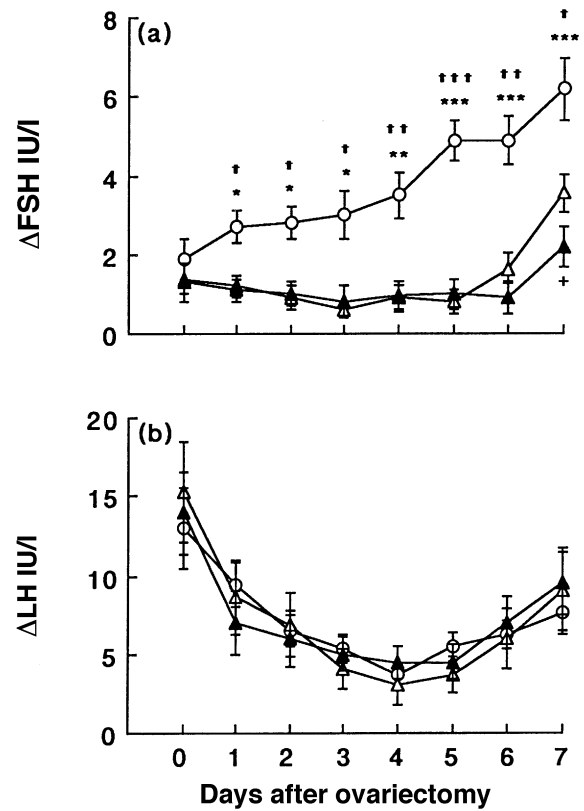 (a)
ΔFSH IU/l
8
6
4
2
0
† † † †† ††† †† †
* * * ** *** *** ***
+
(b)
ΔLH IU/l
20
15
10
5
0
0 1 2 3 4 5 6 7
Days after ovariectomy